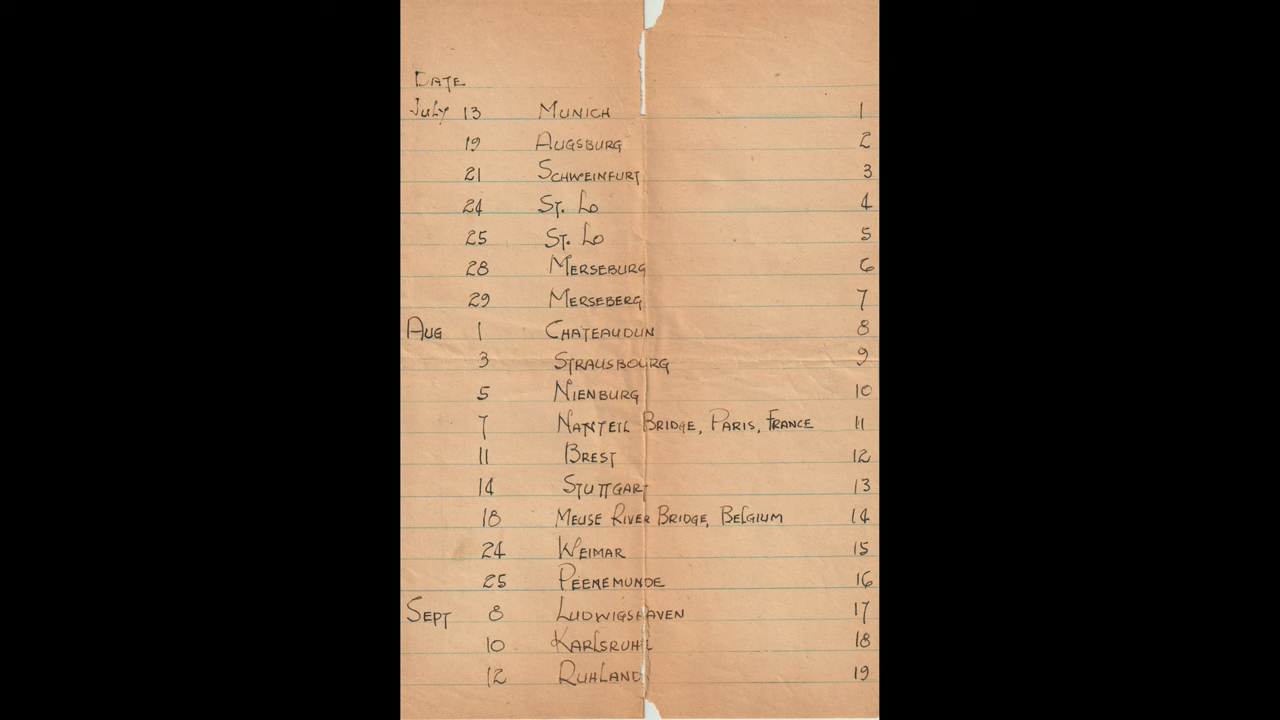 DATE
JULY 13 MUNICH 1
19 AUGSBURG 2
21 SCHWEINFURT 3
24 ST. LO 4
25 ST. LO 5
28 MERSEBURG 6
29 MERSEBERG 7
AUG 1 CHATEAUDUN 8
3 STRAUSBOURG 9
5 NIENBURG 10
7 NANTEIL BRIDGE, PARIS, FRANCE 11
11 BREST 12
14 STUTTGART 13
18 MEUSE RIVER BRIDGE, BELGIUM 14
24 WEIMAR 15
25 PEENEMUNDE 16
SEPT 8 LUDWIGSHAVEN 17
10 KARLSRUHE 18
12 RUHLAND 19